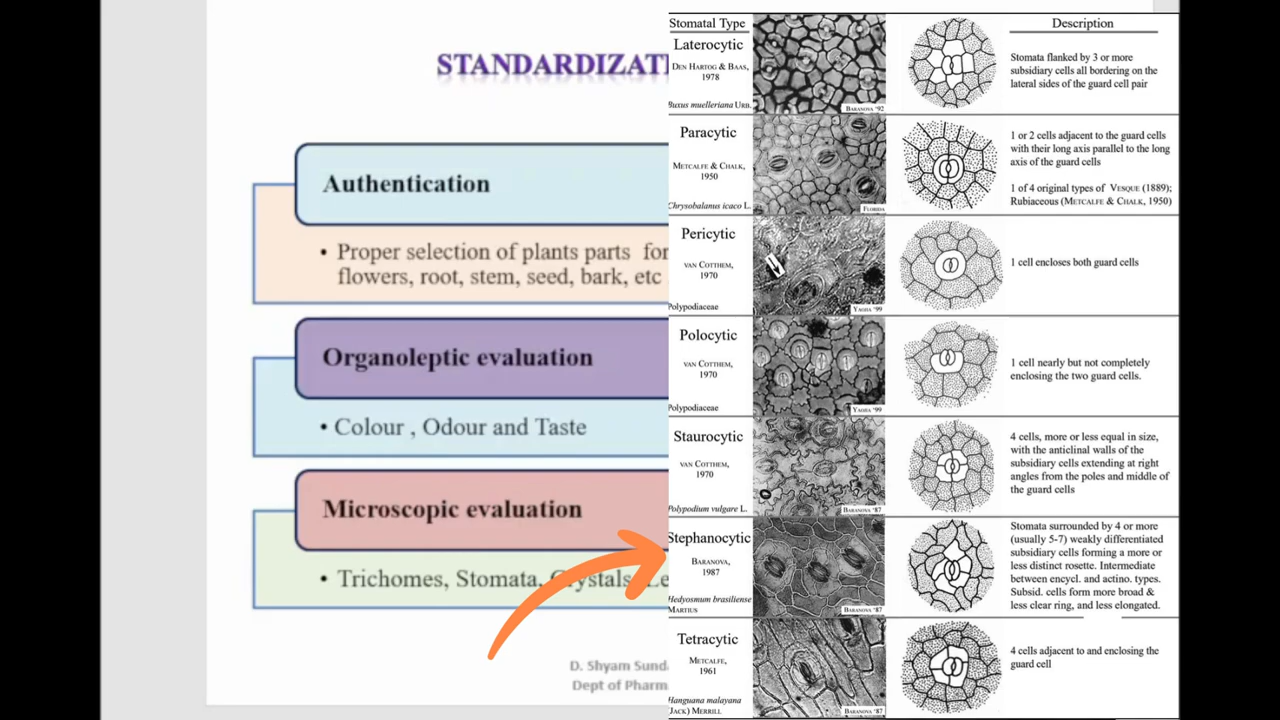 STANDARDIZAT
Authentication
• Proper selection of plants parts for
flowers, root, stem, seed, bark, etc
Organoleptic evaluation
• Colour , Odour and Taste
Microscopic evaluation
• Trichomes, Stomata, Crystals, Le
D. Shyam Sund
Dept of Pharm
Stomatal Type
Description
Laterocytic
DEN HARTOG & BAAS,
1978
Buxus muelleriana URB.
BARANOVA '92
Stomata flanked by 3 or more
subsidiary cells all bordering on the
lateral sides of the guard cell pair
Paracytic
METCALFE & CHALK,
1950
Chrysobalanus icaco L.
FLORIDA
1 or 2 cells adjacent to the guard cells
with their long axis parallel to the long
axis of the guard cells
1 of 4 original types of VESQUE (1889);
Rubiaceous (METCALFE & CHALK, 1950)
Pericytic
VAN COTTHEM,
1970
Polypodiaceae
'99
1 cell encloses both guard cells
Polocytic
VAN COTTHEM,
1970
Polypodiaceae
'99
1 cell nearly but not completely
enclosing the two guard cells.
Staurocytic
VAN COTTHEM,
1970
Polypodium vulgare L.
BARANOVA '87
4 cells, more or less equal in size,
with the anticlinal walls of the
subsidiary cells extending at right
angles from the poles and middle of
the guard cells
Stephanocytic
BARANOVA,
1987
Hedyosmum brasiliense
MARTIUS
BARANOVA '87
Stomata surrounded by 4 or more
(usually 5-7) weakly differentiated
subsidiary cells forming a more or
less distinct rosette. Intermediate
between encycl. and actino. types.
Subsid. cells form more broad &
less clear ring, and less elongated.
Tetracytic
METCALFE,
1961
Hanguana malayana
(JACK) MERRILL
BARANOVA '87
4 cells adjacent to and enclosing the
guard cell